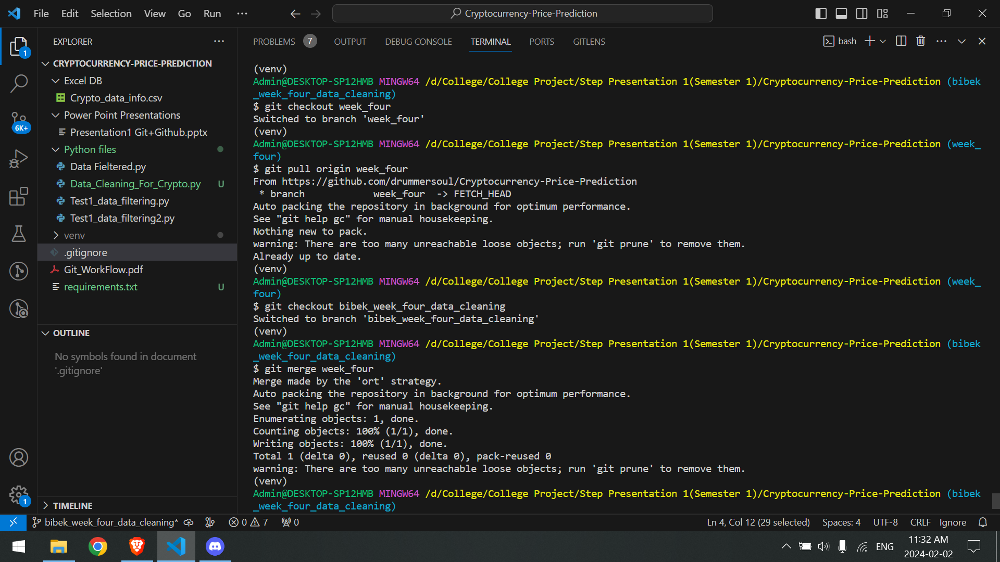 File Edit Selection View Go Run ···
Cryptocurrency-Price-Prediction
EXPLORER
CRYPTOCURRENCY-PRICE-PREDICTION
Excel DB
Crypto_data_info.csv
Power Point Presentations
Presentation1 Git+Github.pptx
Python files
Data Fieltered.py
Data_Cleaning_For_Crypto.py U
Test1_data_filtering.py
Test1_data_filtering2.py
venv
.gitignore
Git_WorkFlow.pdf
requirements.txt U
OUTLINE
No symbols found in document
'.gitignore'
TIMELINE
1
6K+
1
PROBLEMS 7 OUTPUT DEBUG CONSOLE TERMINAL PORTS GITLENS
bash
(venv)
Admin@DESKTOP-SP12HMB MINGW64 /d/College/College Project/Step Presentation 1(Semester 1)/Cryptocurrency-Price-Prediction (bibek
_week_four_data_cleaning)
$ git checkout week_four
Switched to branch 'week_four'
(venv)
Admin@DESKTOP-SP12HMB MINGW64 /d/College/College Project/Step Presentation 1(Semester 1)/Cryptocurrency-Price-Prediction (week_
four)
$ git pull origin week_four
From https://github.com/drummersoul/Cryptocurrency-Price-Prediction
* branch week_four -> FETCH_HEAD
Auto packing the repository in background for optimum performance.
See "git help gc" for manual housekeeping.
Nothing new to pack.
warning: There are too many unreachable loose objects; run 'git prune' to remove them.
Already up to date.
(venv)
Admin@DESKTOP-SP12HMB MINGW64 /d/College/College Project/Step Presentation 1(Semester 1)/Cryptocurrency-Price-Prediction (week_
four)
$ git checkout bibek_week_four_data_cleaning
Switched to branch 'bibek_week_four_data_cleaning'
(venv)
Admin@DESKTOP-SP12HMB MINGW64 /d/College/College Project/Step Presentation 1(Semester 1)/Cryptocurrency-Price-Prediction (bibek
_week_four_data_cleaning)
$ git merge week_four
Merge made by the 'ort' strategy.
Auto packing the repository in background for optimum performance.
See "git help gc" for manual housekeeping.
Enumerating objects: 1, done.
Counting objects: 100% (1/1), done.
Writing objects: 100% (1/1), done.
Total 1 (delta 0), reused 0 (delta 0), pack-reused 0
warning: There are too many unreachable loose objects; run 'git prune' to remove them.
(venv)
Admin@DESKTOP-SP12HMB MINGW64 /d/College/College Project/Step Presentation 1(Semester 1)/Cryptocurrency-Price-Prediction (bibek
_week_four_data_cleaning)
bibek_week_four_data_cleaning* 0 7 0 Ln 4, Col 12 (29 selected) Spaces: 4 UTF-8 CRLF Ignore
ENG
11:32 AM
2024-02-02